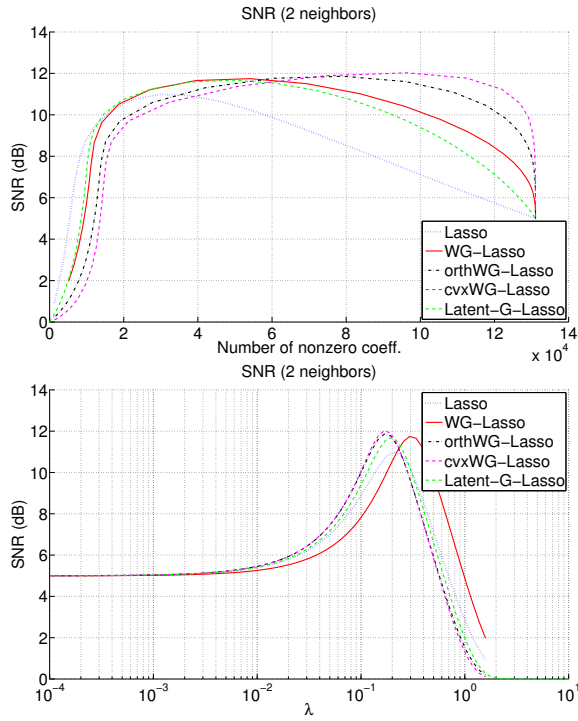 SNR (2 neighbors)
14
12
10
8
6
4
2
0
SNR (dB)
0
2
4
6
8
10
12
14
x 10^4
Number of nonzero coeff.
Lasso
WG-Lasso
orthWG-Lasso
cvxWG-Lasso
Latent-G-Lasso
SNR (2 neighbors)
14
12
10
8
6
4
2
0
SNR (dB)
10^-4
10^-3
10^-2
10^-1
10^0
10^1
λ
Lasso
WG-Lasso
orthWG-Lasso
cvxWG-Lasso
Latent-G-Lasso